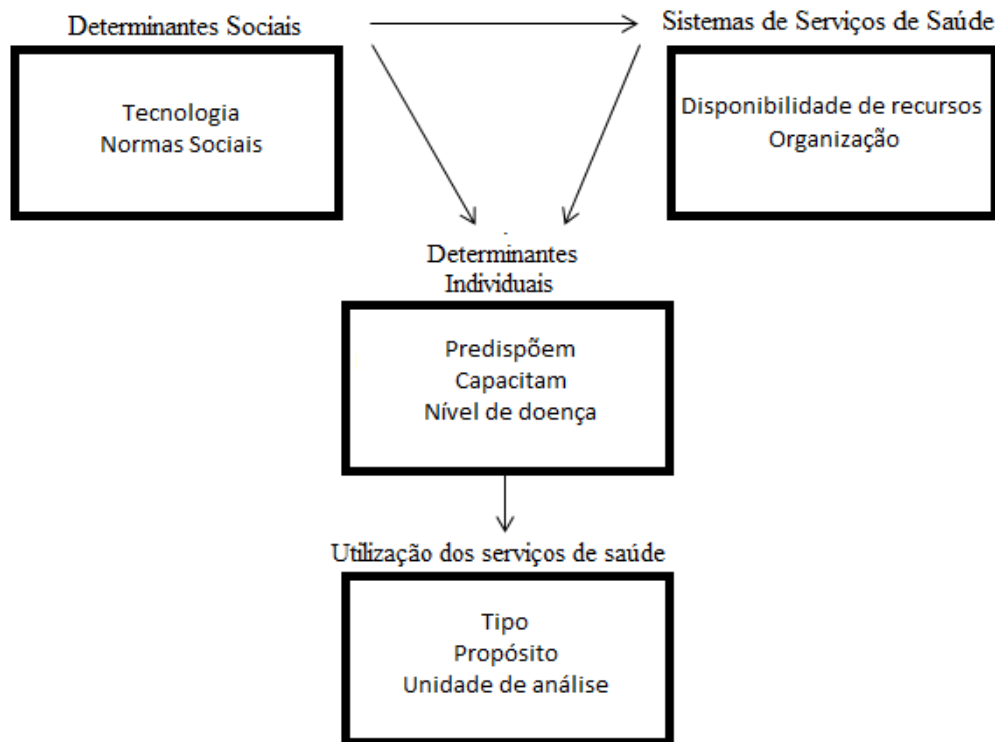 Determinantes Sociais
Sistemas de Serviços de Saúde
Tecnologia
Normas Sociais
Disponibilidade de recursos
Organização
Determinantes
Individuais
Predispõem
Capacitam
Nível de doença
Utilização dos serviços de saúde
Tipo
Propósito
Unidade de análise